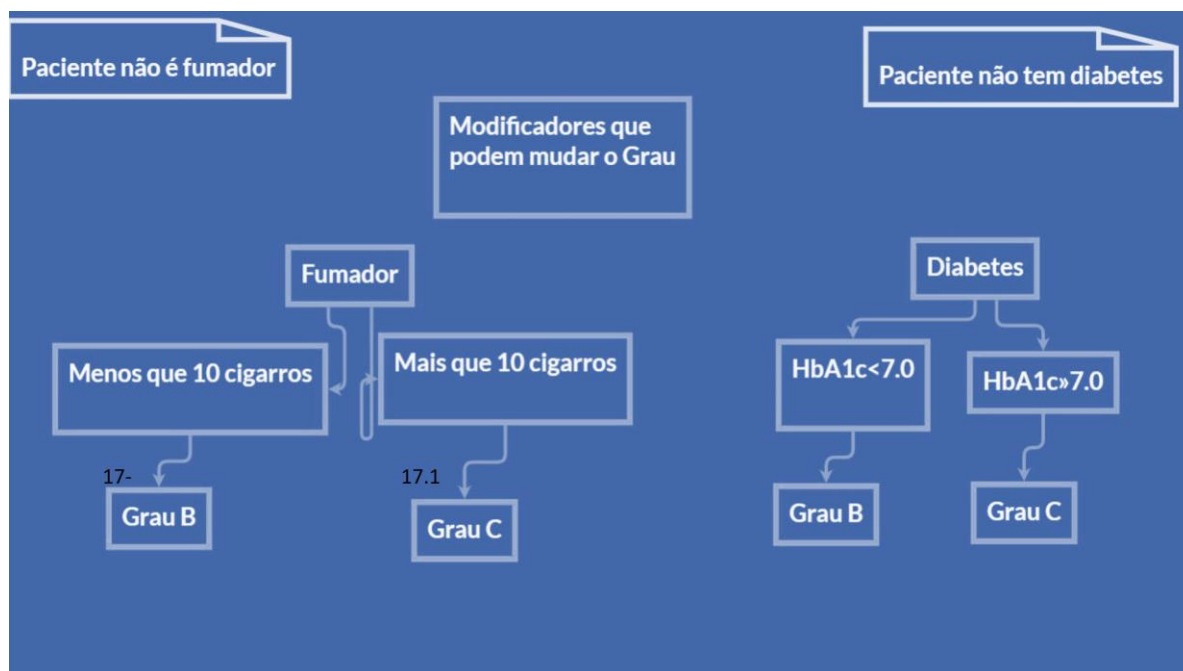 Paciente não é fumador
Paciente não tem diabetes
Modificadores que
podem mudar o Grau
Fumador
Diabetes
Menos que 10 cigarros
Mais que 10 cigarros
HbA1c<7.0
HbA1c»7.0
17-
17.1
Grau B
Grau C
Grau B
Grau C